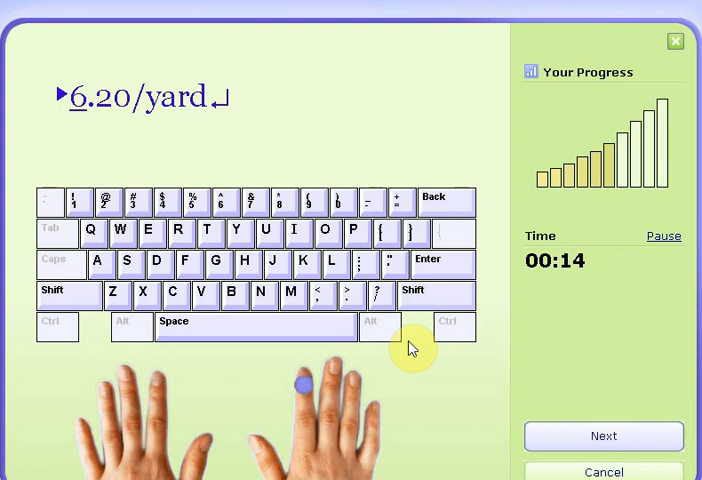 6.20/yard
Your Progress
~ ! @ # $ % ^ & * ( ) _ + Back
` 1 2 3 4 5 6 7 8 9 0 - =
Tab Q W E R T Y U I O P { } \
[ ]
Caps A S D F G H J K L : " Enter
; '
Shift Z X C V B N M < > ? Shift
, . /
Ctrl Alt Space Alt Ctrl
Time Pause
00:14
Next
Cancel